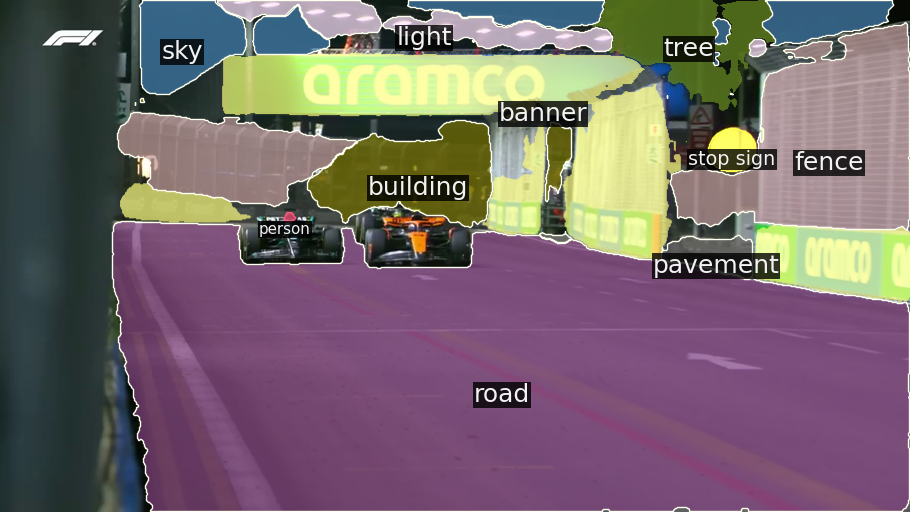 F1
sky
light
tree
aramco
banner
stop sign
fence
building
person
pavement
aramco
road